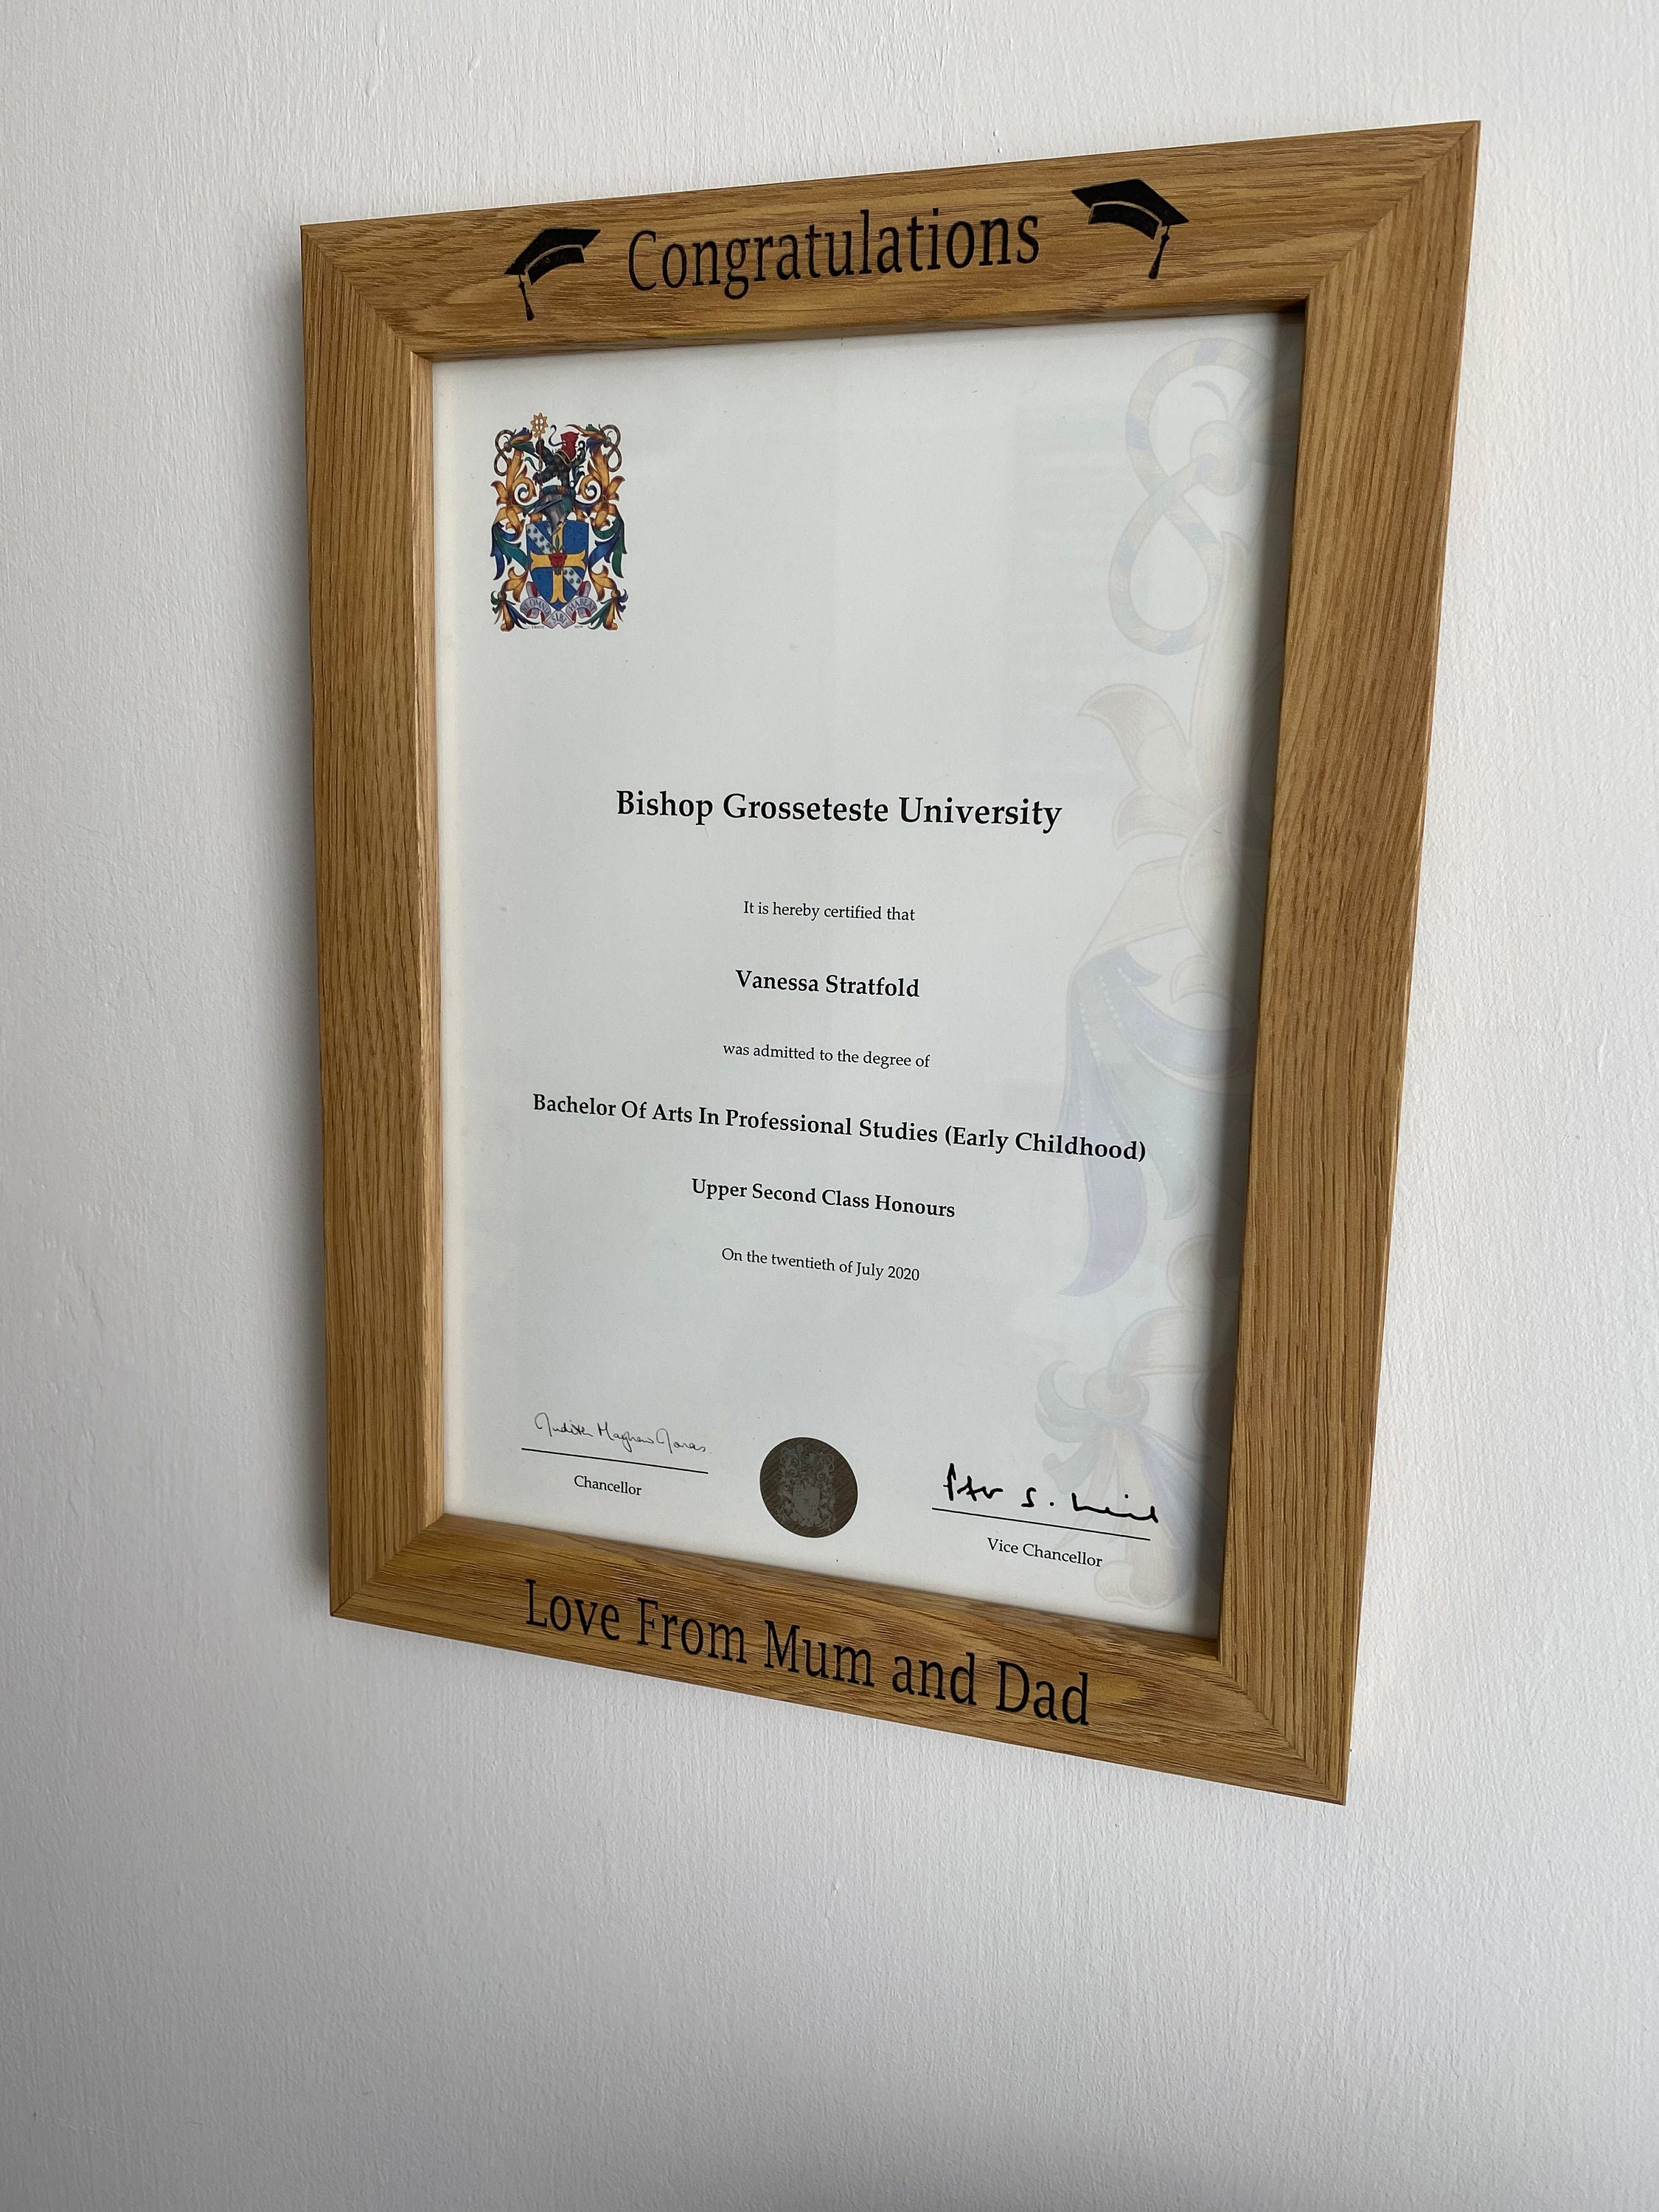 Congratulations
Bishop Grosseteste University
It is hereby certified that
Vanessa Stratfold
was admitted to the degree of
Bachelor Of Arts In Professional Studies (Early Childhood)
Upper Second Class Honours
On the twentieth of July 2020
Judith
Chancellor
Vice Chancellor
Love From Mum and Dad